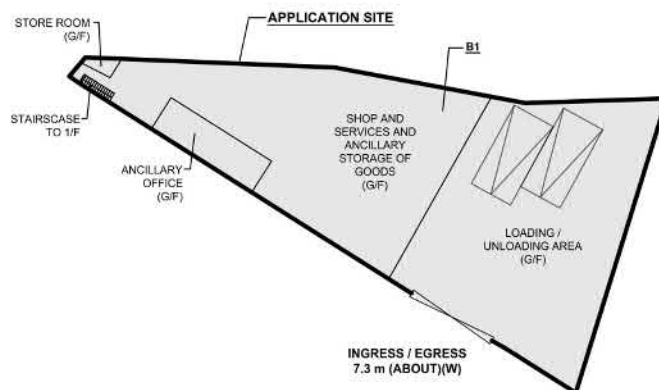 STORE ROOM
(G/F)
APPLICATION SITE
B1
STAIRSCASE
TO 1/F
ANCILLARY
OFFICE
(G/F)
SHOP AND
SERVICES AND
ANCILLARY
STORAGE OF
GOODS
(G/F)
LOADING /
UNLOADING AREA
(G/F)
INGRESS / EGRESS
7.3 m (ABOUT)(W)